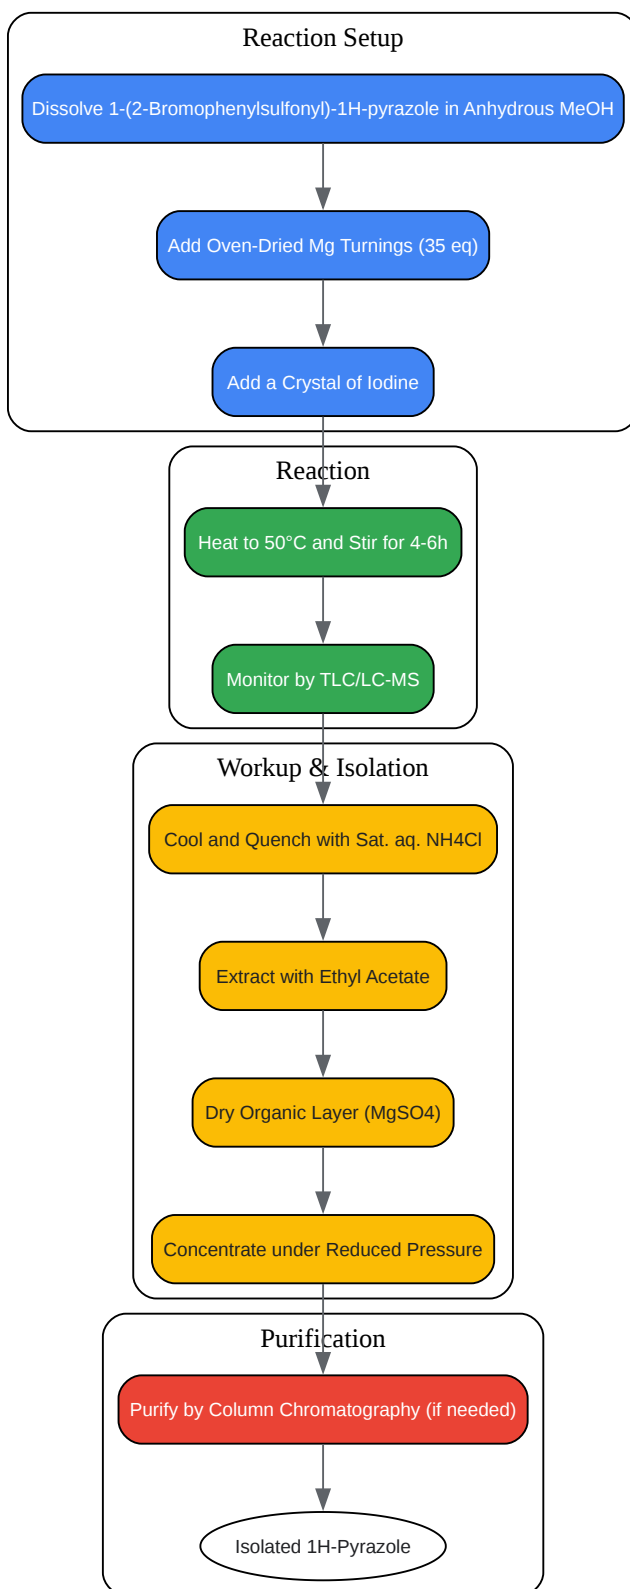 Reaction Setup
Dissolve 1-(2-Bromophenylsulfonyl)-1H-pyrazole in Anhydrous MeOH
Add Oven-Dried Mg Turnings (35 eq)
Add a Crystal of Iodine
Reaction
Heat to 50°C and Stir for 4-6h
Monitor by TLC/LC-MS
Workup & Isolation
Cool and Quench with Sat. aq. NH4Cl
Extract with Ethyl Acetate
Dry Organic Layer (MgSO4)
Concentrate under Reduced Pressure
Purification
Purify by Column Chromatography (if needed)
Isolated 1H-Pyrazole